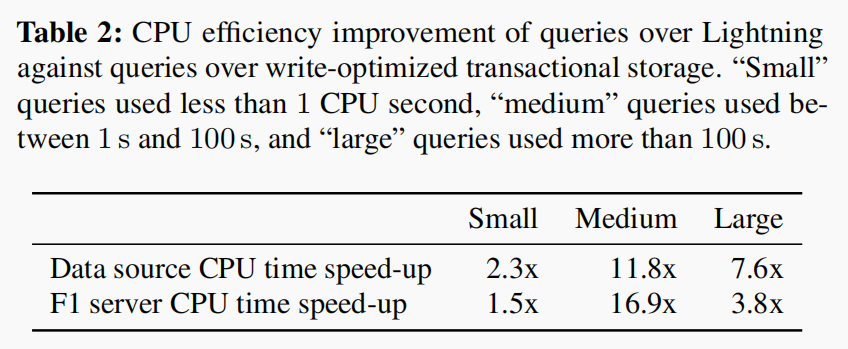 Table 2: CPU efficiency improvement of queries over Lightning
against queries over write-optimized transactional storage. “Small”
queries used less than 1 CPU second, “medium” queries used be-
tween 1 s and 100 s, and “large” queries used more than 100 s.
Small Medium Large
Data source CPU time speed-up 2.3x 11.8x 7.6x
F1 server CPU time speed-up 1.5x 16.9x 3.8x